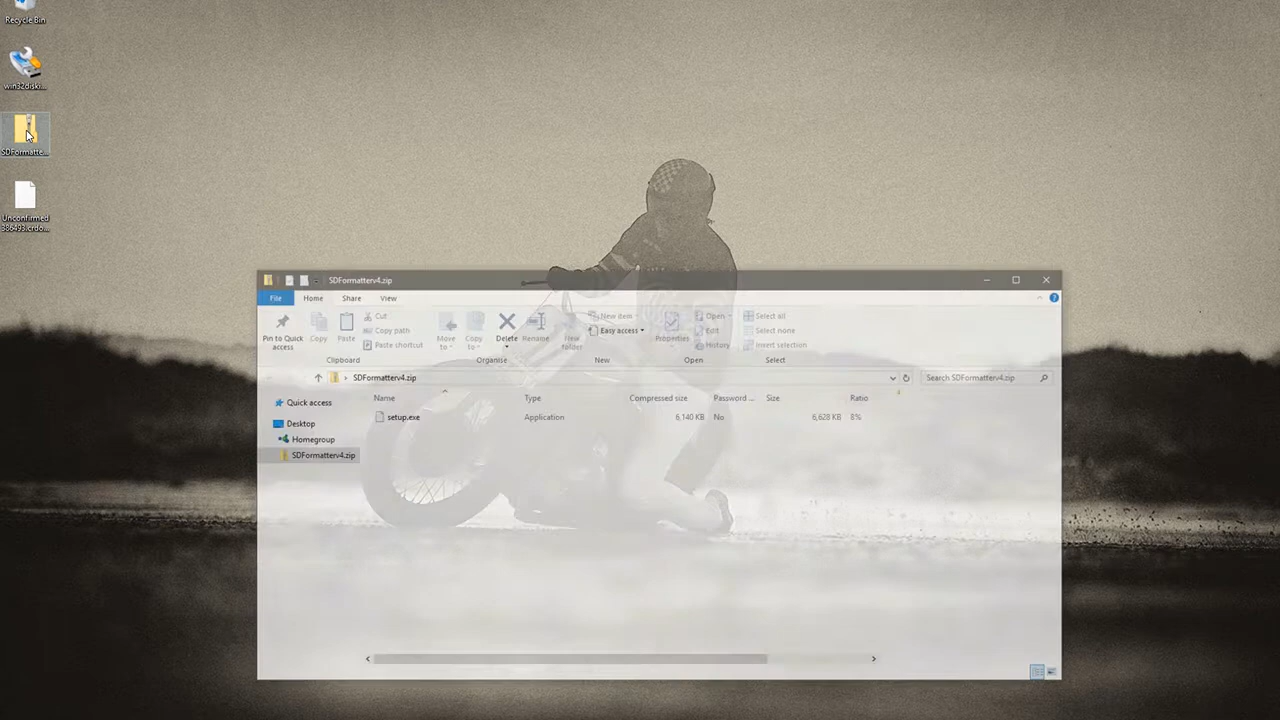 Recycle Bin
win32diski...
SDFormatte...
Unconfirmed
386493.crdo...
SDFormatterv4.zip
File Home Share View
Pin to Quick
access
Copy
Paste
Cut
Copy path
Paste shortcut
Clipboard
Move
to
Copy
to
Delete
Rename
Organise
New
folder
New item
Easy access
New
Properties
Open
Edit
History
Open
Select all
Select none
Insert selection
Select
SDFormatterv4.zip
Search SDFormatterv4.zip
Name Type Compressed size Password ... Size Ratio
setup.exe Application 6,140 KB No 6,628 KB 8%
Quick access
Desktop
Homegroup
SDFormatterv4.zip